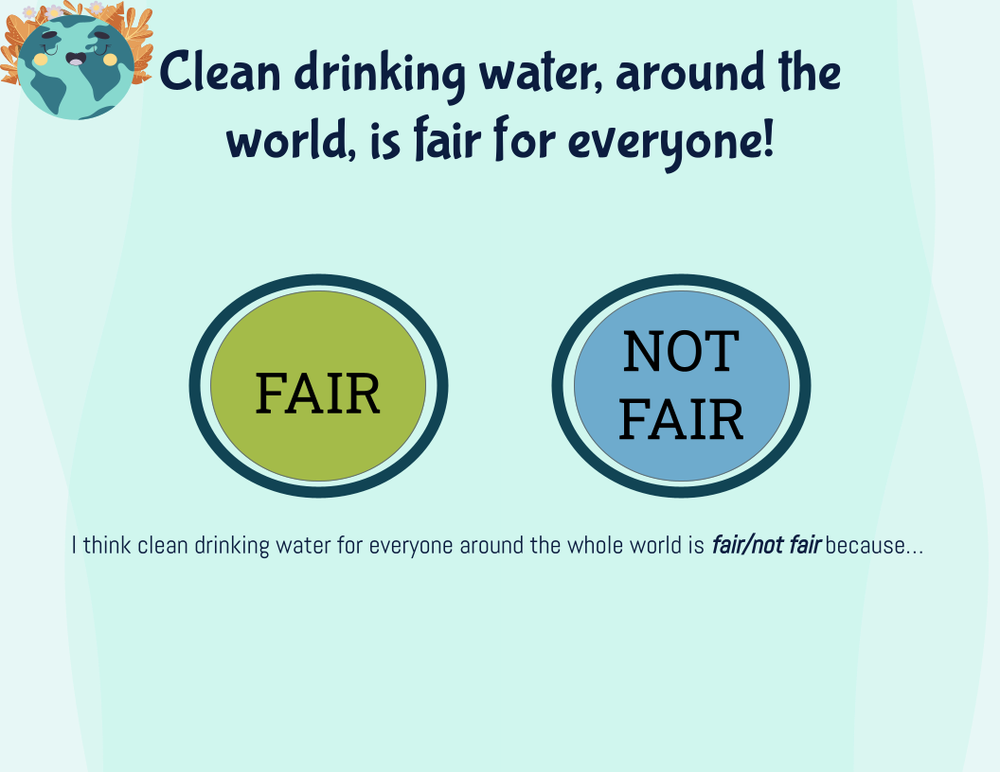 Clean drinking water, around the
world, is fair for everyone!
FAIR
NOT
FAIR
I think clean drinking water for everyone around the whole world is fair/not fair because…